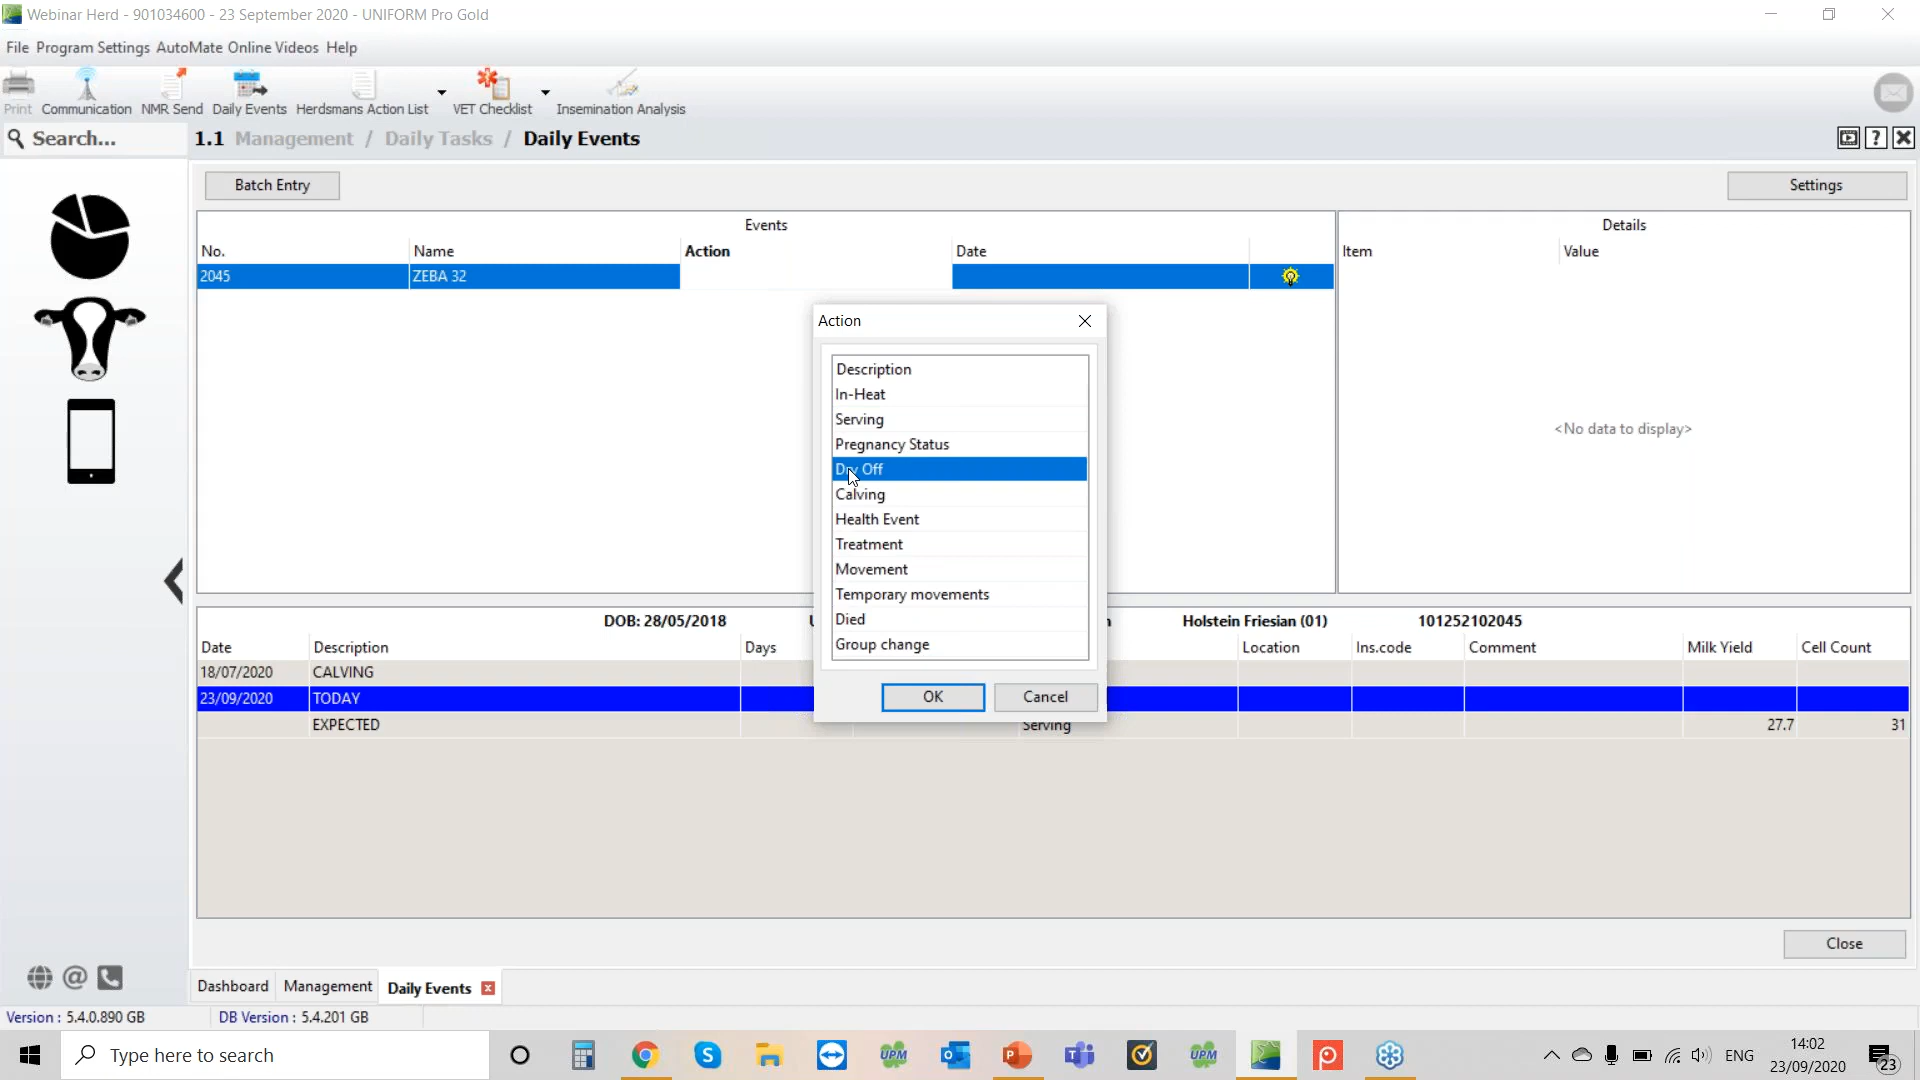 Webinar Herd - 901034600 - 23 September 2020 - UNIFORM Pro Gold
File Program Settings AutoMate Online Videos Help
Print Communication NMR Send Daily Events Herdsmans Action List VET Checklist Insemination Analysis
Search... 1.1 Management / Daily Tasks / Daily Events
Batch Entry Settings
Events Details
No. Name Action Date Item Value
2045 ZEBA 32
Action
Description
In-Heat
Serving
Pregnancy Status
<No data to display>
Dry Off
Calving
Health Event
Treatment
Movement
Temporary movements
Died
Group change
DOB: 28/05/2018 Holstein Friesian (01) 101252102045
Date Description Days Location Ins.code Comment Milk Yield Cell Count
18/07/2020 CALVING
23/09/2020 TODAY
OK Cancel
EXPECTED Serving 27.7 31
Close
Dashboard Management Daily Events
Version : 5.4.0.890 GB DB Version : 5.4.201 GB
Type here to search
UPM UPM
ENG
14:02
23/09/2020
23